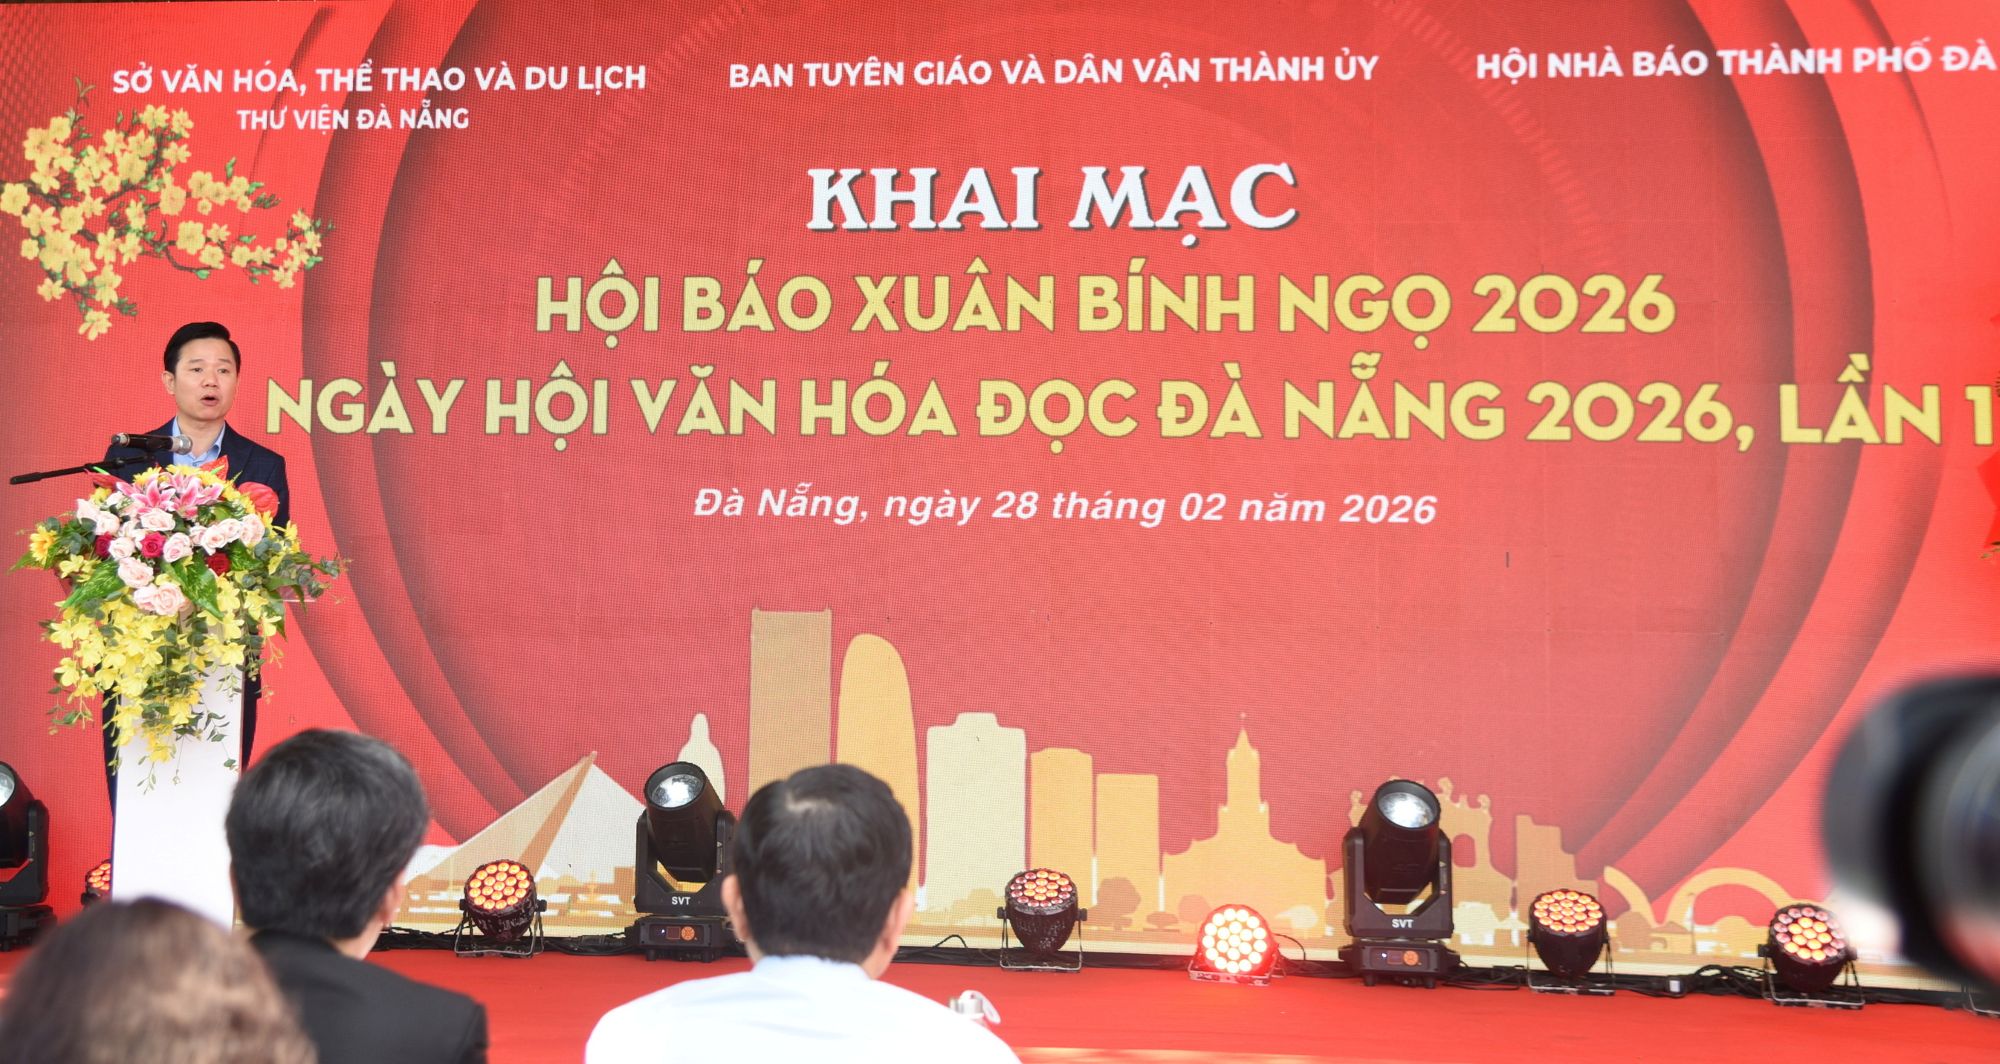 SỞ VĂN HÓA, THỂ THAO VÀ DU LỊCH
THƯ VIỆN ĐÀ NẴNG
BAN TUYÊN GIÁO VÀ DÂN VẬN THÀNH ỦY
HỘI NHÀ BÁO THÀNH PHỐ ĐÀ
KHAI MẠC
HỘI BÁO XUÂN BÍNH NGỌ 2026
NGÀY HỘI VĂN HÓA ĐỌC ĐÀ NẴNG 2026, LẦN 1
Đà Nẵng, ngày 28 tháng 02 năm 2026
SVT
SVT